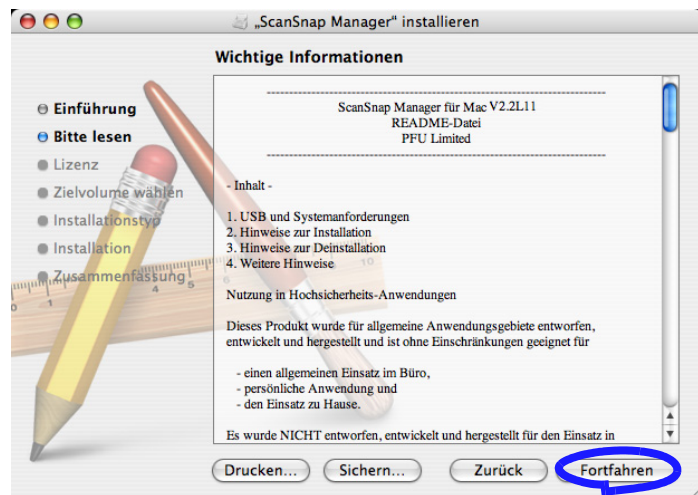 „ScanSnap Manager“ installieren
Wichtige Informationen
Einführung
Bitte lesen
Lizenz
Zielvolume wählen
Installationstyp
Installation
Zusammenfassung
ScanSnap Manager für Mac V2.2L11
README-Datei
PFU Limited
- Inhalt -
1. USB und Systemanforderungen
2. Hinweise zur Installation
3. Hinweise zur Deinstallation
4. Weitere Hinweise
Nutzung in Hochsicherheits-Anwendungen
Dieses Produkt wurde für allgemeine Anwendungsgebiete entworfen,
entwickelt und hergestellt und ist ohne Einschränkungen geeignet für
- einen allgemeinen Einsatz im Büro,
- persönliche Anwendung und
- den Einsatz zu Hause.
Es wurde NICHT entworfen, entwickelt und hergestellt für den Einsatz in
Drucken...
Sichern...
Zurück
Fortfahren